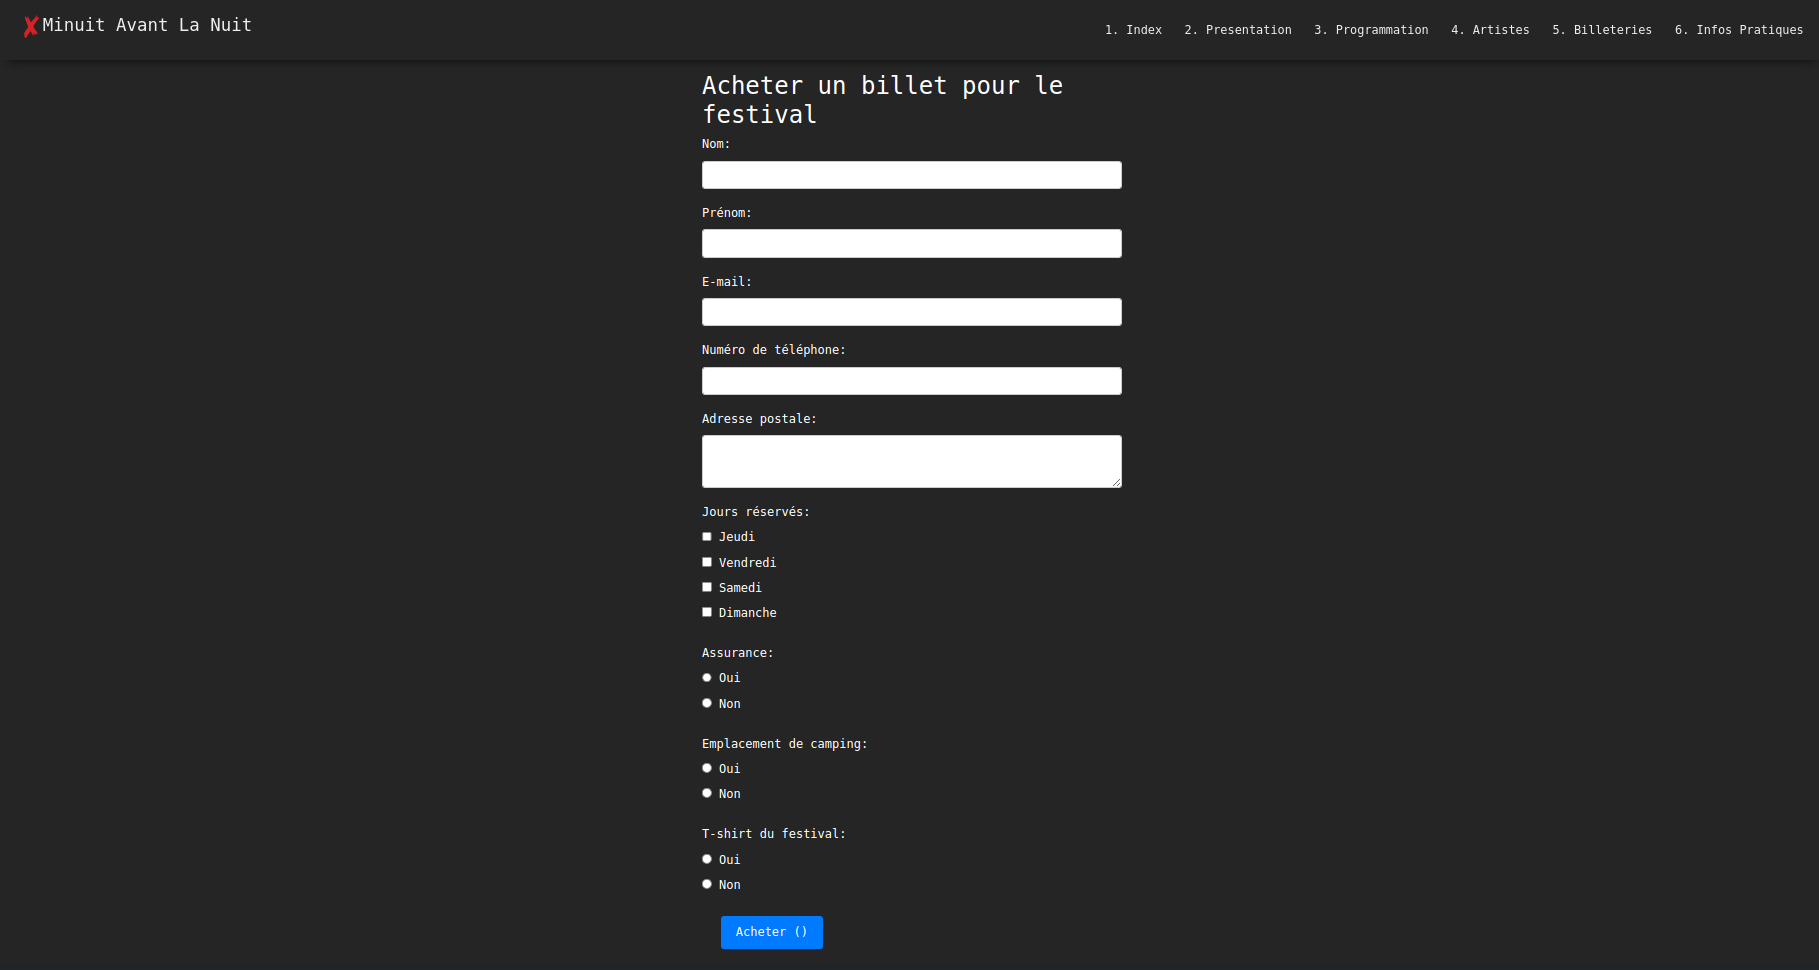 ✘Minuit Avant La Nuit
1. Index 2. Presentation 3. Programmation 4. Artistes 5. Billeteries 6. Infos Pratiques
Acheter un billet pour le
festival
Nom:
Prénom:
E-mail:
Numéro de téléphone:
Adresse postale:
Jours réservés:
Jeudi
Vendredi
Samedi
Dimanche
Assurance:
Oui
Non
Emplacement de camping:
Oui
Non
T-shirt du festival:
Oui
Non
Acheter ()